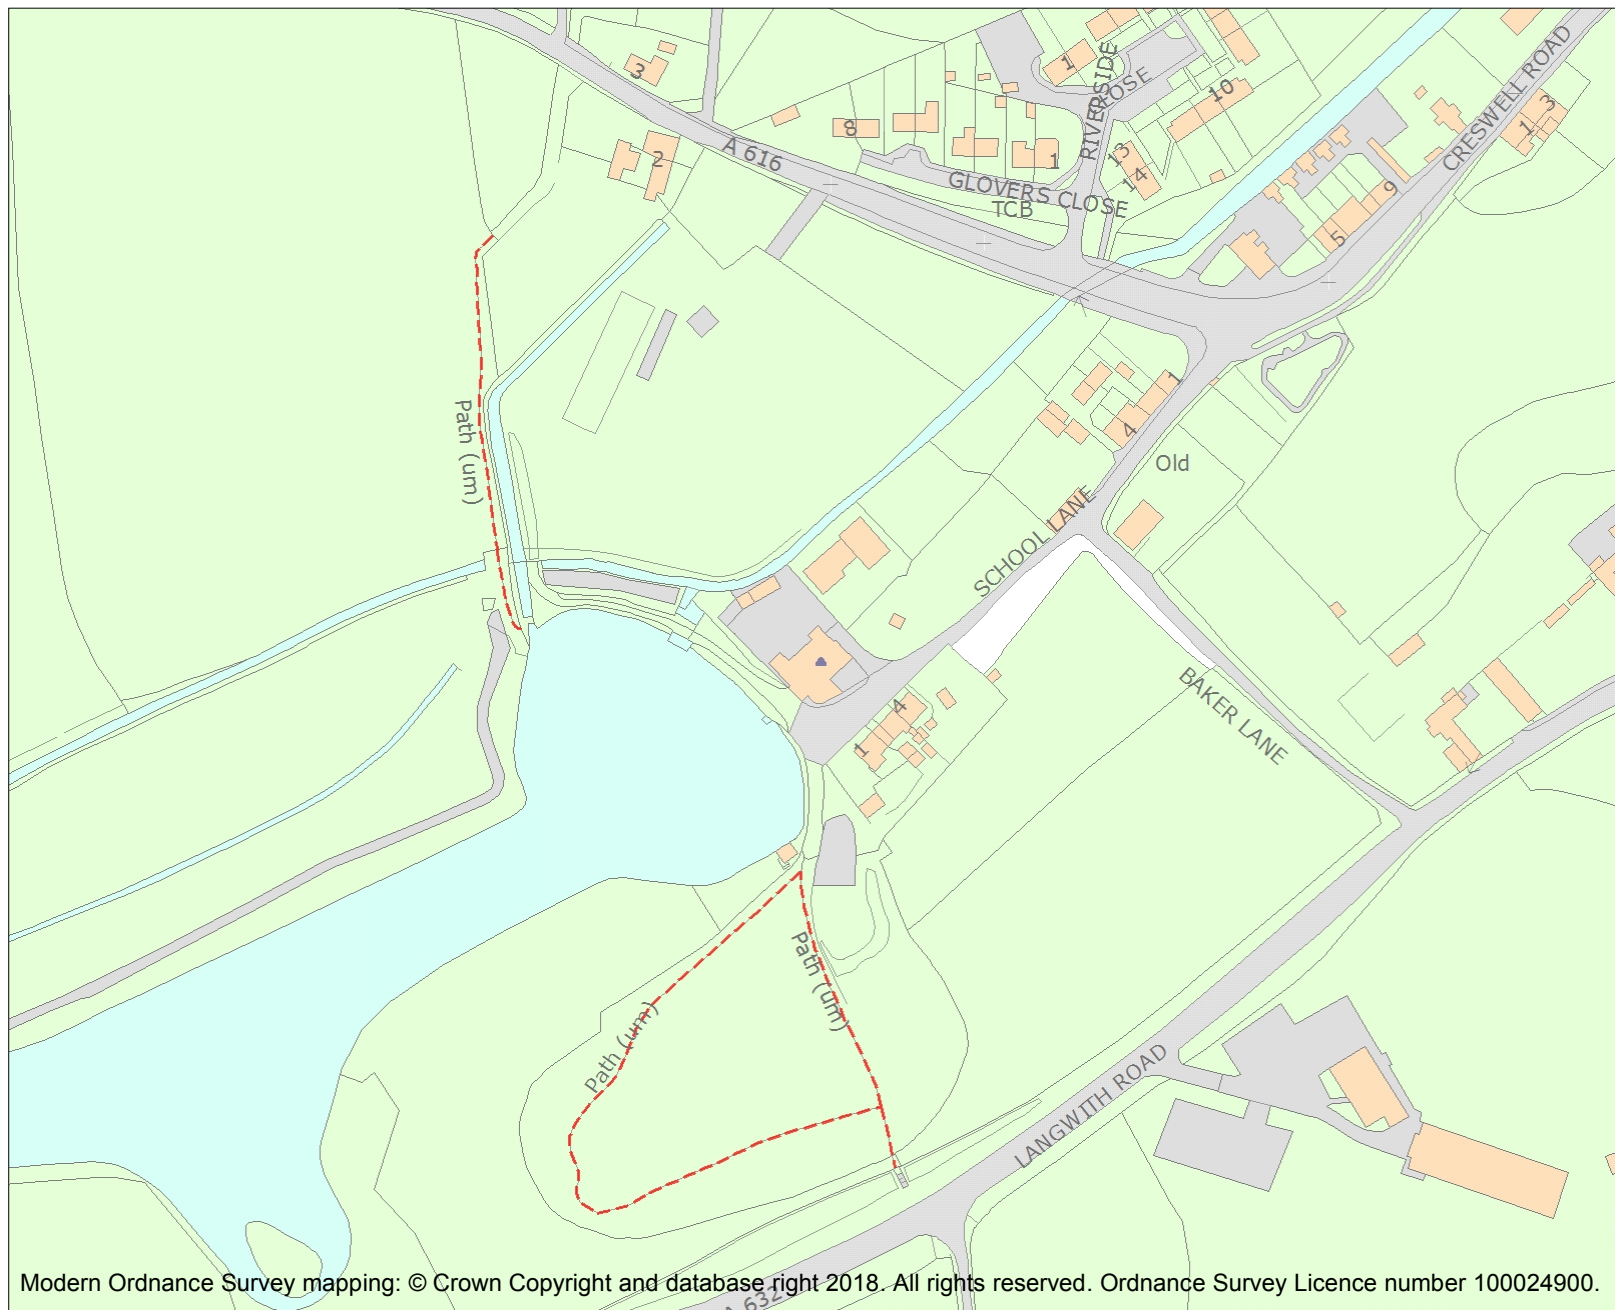 3
2
A 616
8
1
GLOVERS CLOSE
TCB
1
RIVERSIDE
CLOSE
10
13
14
CRESWELL ROAD
3
1
9
5
1
4
Old
SCHOOL LANE
Path (um)
4
1
BAKER LANE
Path (um)
Path (um)
LANGWITH ROAD
A 632
Modern Ordnance Survey mapping: © Crown Copyright and database right 2018. All rights reserved. Ordnance Survey Licence number 100024900.